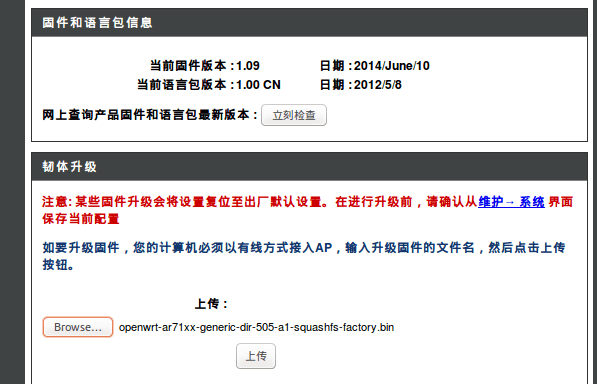 固件和语言包信息
当前固件版本 : 1.09 日期 : 2014/June/10
当前语言包版本 : 1.00 CN 日期 : 2012/5/8
网上查询产品固件和语言包最新版本 : 立刻检查
韧体升级
注意: 某些固件升级会将设置复位至出厂默认设置。在进行升级前，请确认从维护→ 系统 界面
保存当前配置
如要升级固件，您的计算机必须以有线方式接入AP，输入升级固件的文件名，然后点击上传
按钮。
上传 :
Browse... openwrt-ar71xx-generic-dir-505-a1-squashfs-factory.bin
上传